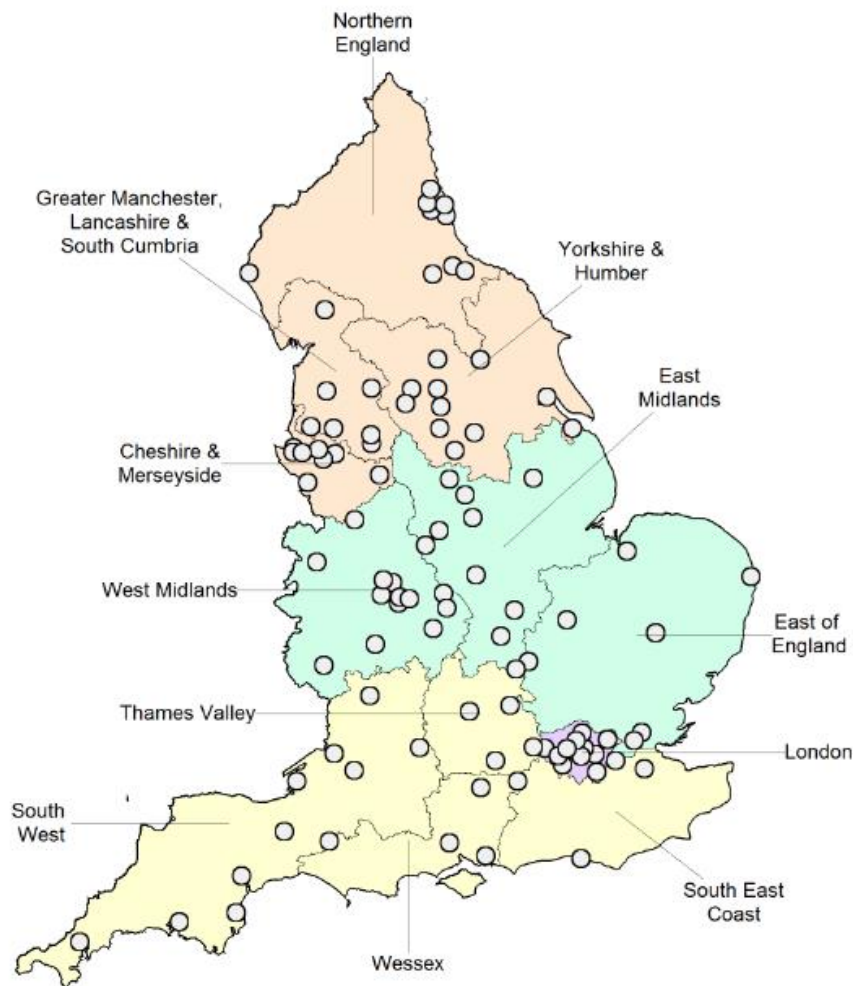 Northern
England
Greater Manchester,
Lancashire &
South Cumbria
Yorkshire &
Humber
East
Midlands
Cheshire &
Merseyside
West Midlands
East of
England
Thames Valley
London
South
West
South East
Coast
Wessex